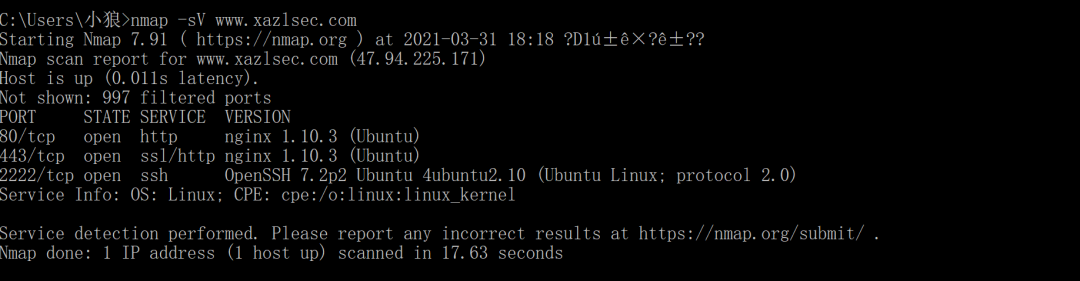 C:\Users\小狼>nmap -sV www.xazlsec.com
Starting Nmap 7.91 ( https://nmap.org ) at 2021-03-31 18:18 ?D1ú±ê×?ê±??
Nmap scan report for www.xazlsec.com (47.94.225.171)
Host is up (0.011s latency).
Not shown: 997 filtered ports
PORT     STATE SERVICE  VERSION
80/tcp   open  http     nginx 1.10.3 (Ubuntu)
443/tcp  open  ssl/http nginx 1.10.3 (Ubuntu)
2222/tcp open  ssh      OpenSSH 7.2p2 Ubuntu 4ubuntu2.10 (Ubuntu Linux; protocol 2.0)
Service Info: OS: Linux; CPE: cpe:/o:linux:linux_kernel
Service detection performed. Please report any incorrect results at https://nmap.org/submit/ .
Nmap done: 1 IP address (1 host up) scanned in 17.63 seconds